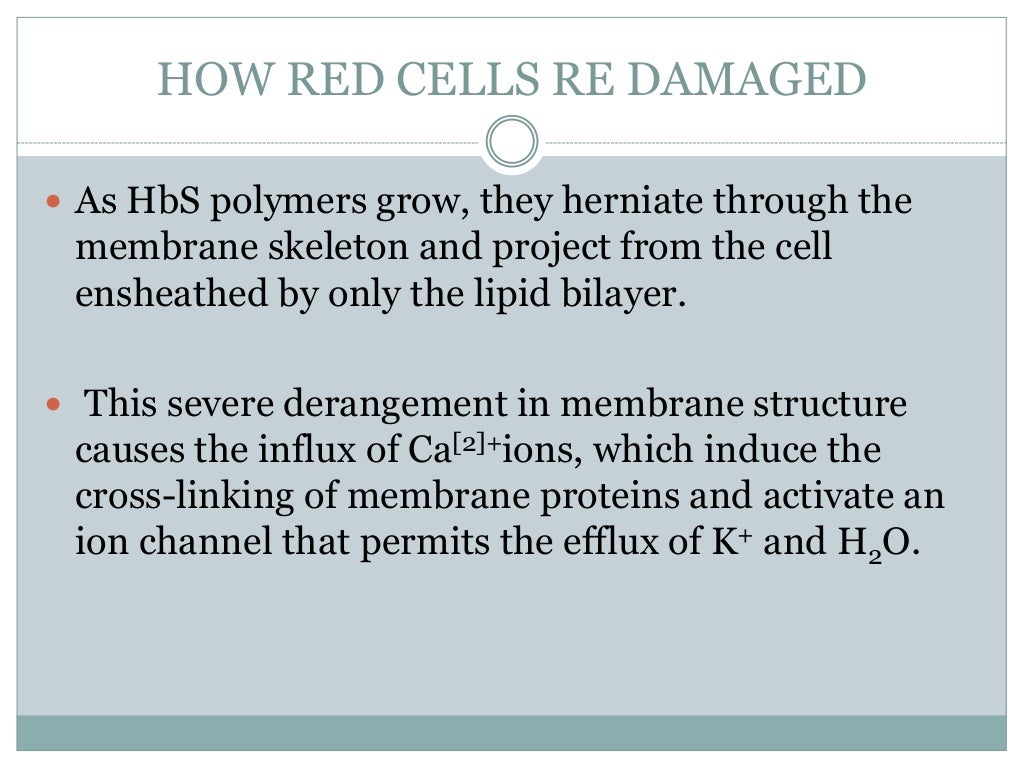 HOW RED CELLS RE DAMAGED
• As HbS polymers grow, they herniate through the
membrane skeleton and project from the cell
ensheathed by only the lipid bilayer.
• This severe derangement in membrane structure
causes the influx of Ca[2]+ions, which induce the
cross-linking of membrane proteins and activate an
ion channel that permits the efflux of K⁺ and H₂O.